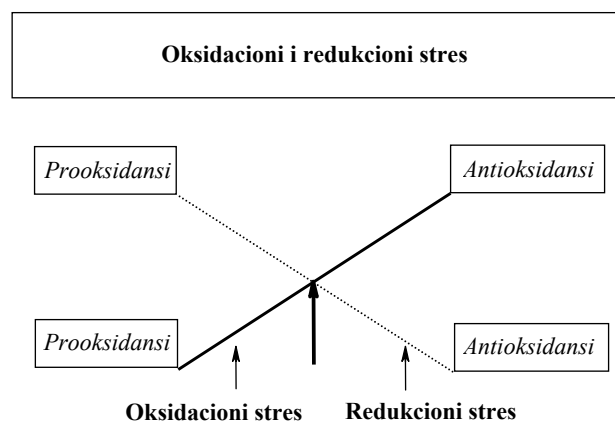 Oksidacioni i redukcioni stres
Prooksidansi
Antioksidansi
Prooksidansi
Antioksidansi
Oksidacioni stres
Redukcioni stres